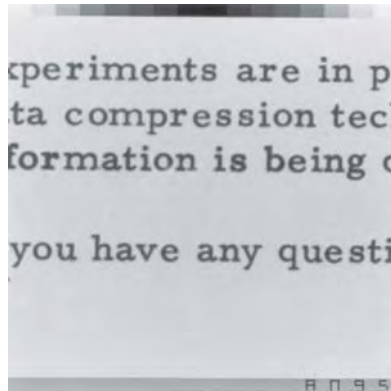 xperiments are in p
ta compression tec
formation is being
you have any questi